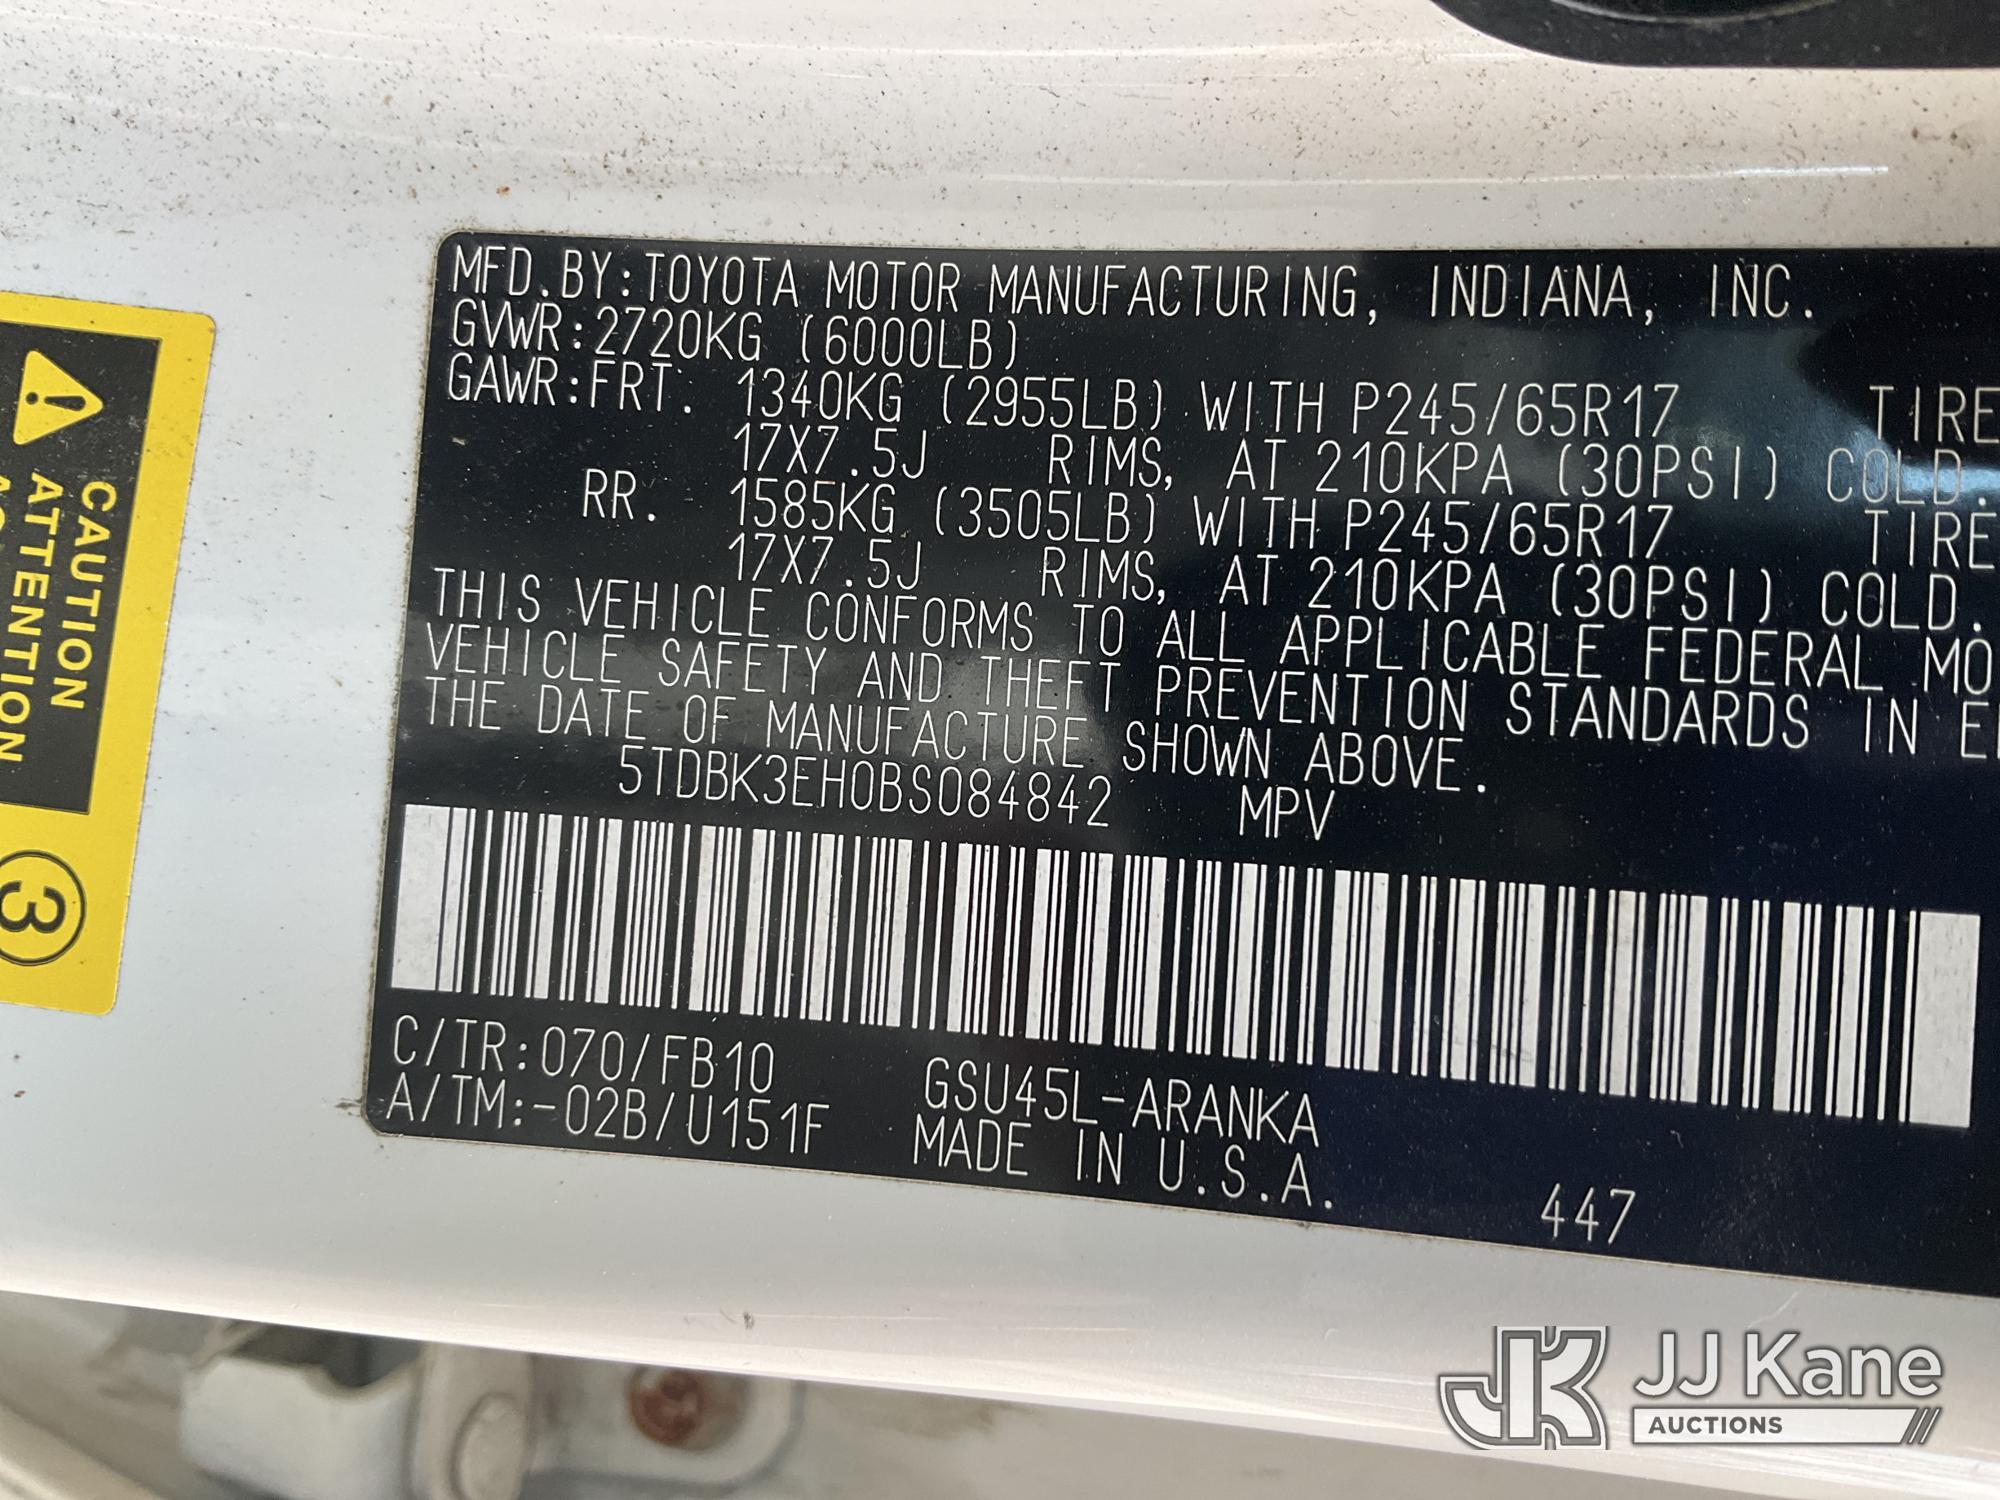 MFD.BY:TOYOTA MOTOR MANUFACTURING, INDIANA, INC.
GVWR:2720KG (6000LB)
GAWR:FRT. 1340KG (2955LB) WITH P245/65R17 TIRE
17X7.5J RIMS, AT 210KPA (30PSI) COLD.
RR. 1585KG (3505LB) WITH P245/65R17 TIRE
17X7.5J RIMS, AT 210KPA (30PSI) COLD.
THIS VEHICLE CONFORMS TO ALL APPLICABLE FEDERAL MO
VEHICLE SAFETY AND THEFT PREVENTION STANDARDS IN
THE DATE OF MANUFACTURE SHOWN ABOVE.
5TDBK3EH0BS084842 MPV
C/TR:070/FB10 GSU45L-ARANKA
A/TM:-02B/U151F MADE IN U.S.A.
447
CAUTION
ATTENTION
3
JK JJ Kane
AUCTIONS